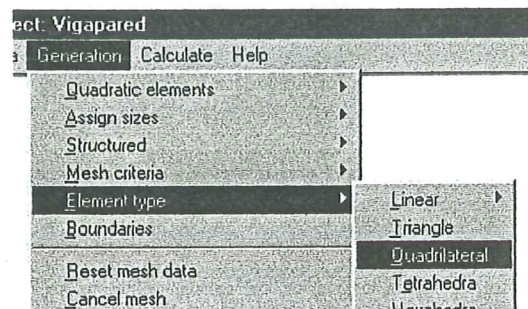 ect: Vigapared
Generation Calculate Help
Quadratic elements
Assign sizes
Structured
Mesh criteria
Element type
Linear
Boundaries
Triangle
Quadrilateral
Reset mesh data
Tetrahedra
Cancel mesh